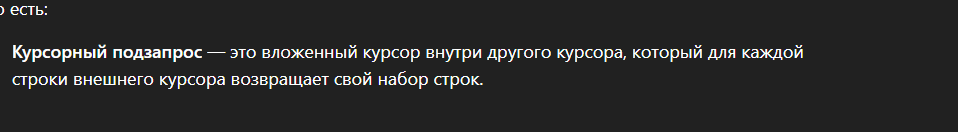 о есть:
Курсорный подзапрос — это вложенный курсор внутри другого курсора, который для каждой
строки внешнего курсора возвращает свой набор строк.